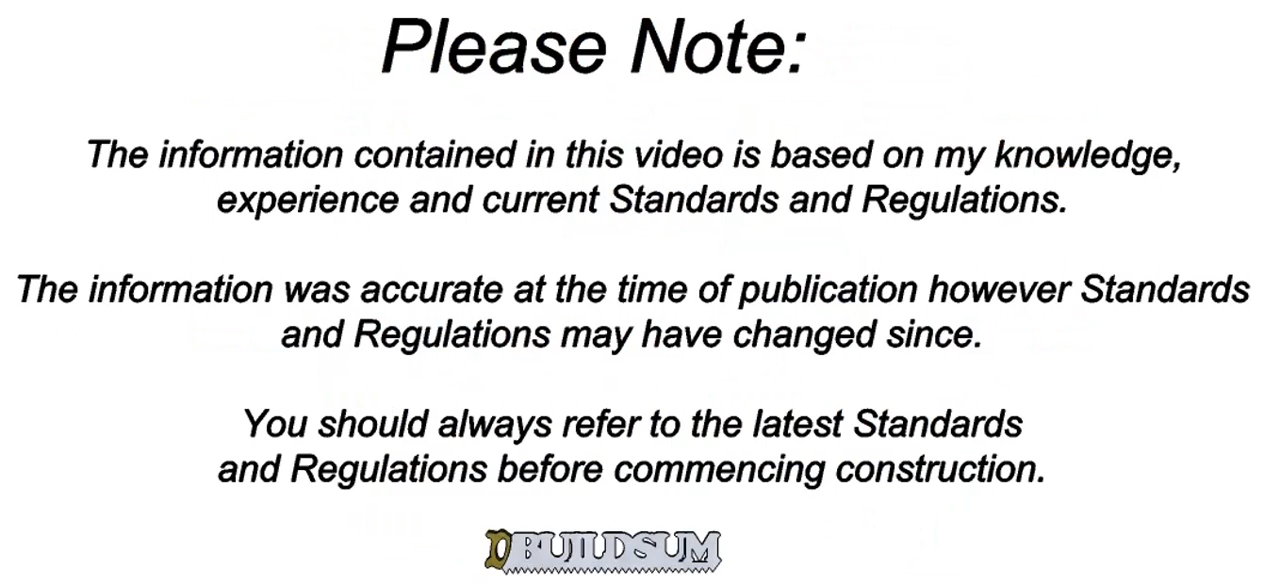 Please Note:
The information contained in this video is based on my knowledge,
experience and current Standards and Regulations.
The information was accurate at the time of publication however Standards
and Regulations may have changed since.
You should always refer to the latest Standards
and Regulations before commencing construction.
BUILDSUM